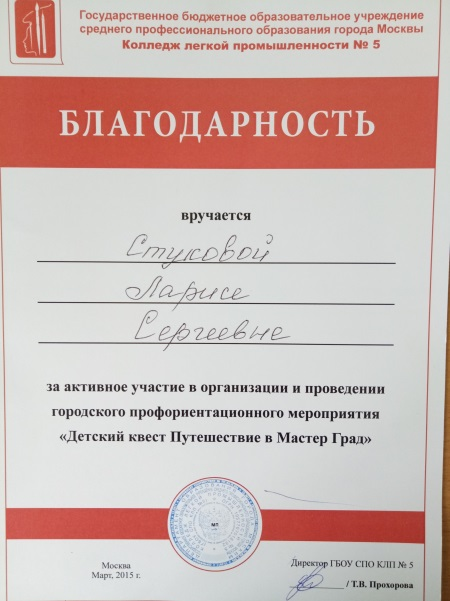 Государственное бюджетное образовательное учреждение
среднего профессионального образования города Москвы
Колледж легкой промышленности № 5
БЛАГОДАРНОСТЬ
вручается
Стуковой
Ларисе
Сергеевне
за активное участие в организации и проведении
городского профориентационного мероприятия
«Детский квест Путешествие в Мастер Град»
МП
Москва
Март, 2015 г.
Директор ГБОУ СПО КЛП № 5
/ Т.В. Прохорова